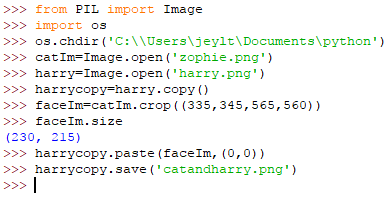 >>> from PIL import Image
>>> import os
>>> os.chdir('C:\\Users\jeylt\Documents\python')
>>> catIm=Image.open('zophie.png')
>>> harry=Image.open('harry.png')
>>> harrycopy=harry.copy()
>>> faceIm=catIm.crop((335,345,565,560))
>>> faceIm.size
(230, 215)
>>> harrycopy.paste(faceIm,(0,0))
>>> harrycopy.save('catandharry.png')
>>>